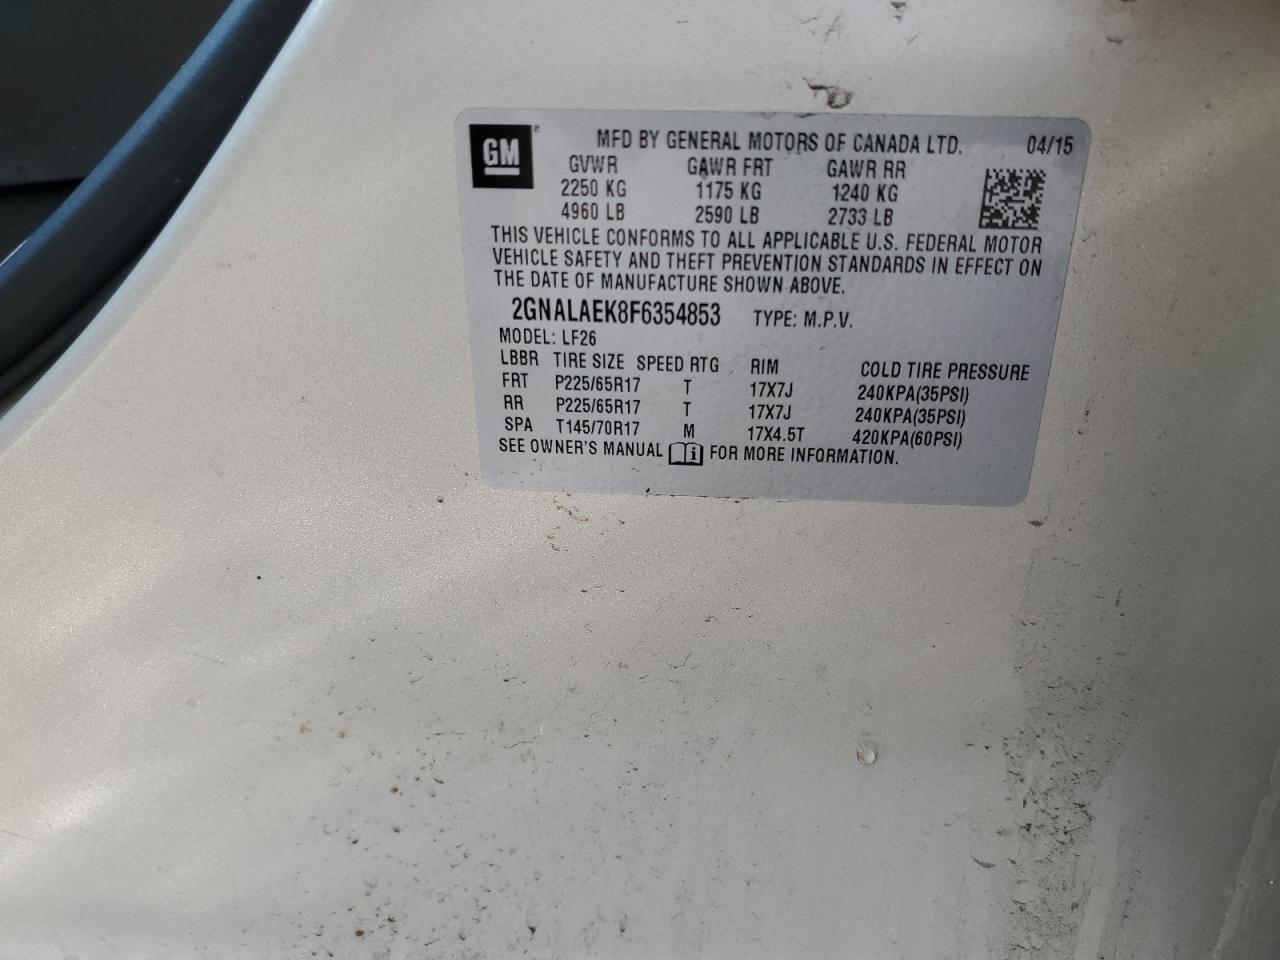 GM
MFD BY GENERAL MOTORS OF CANADA LTD. 04/15
GVWR GAWR FRT GAWR RR
2250 KG 1175 KG 1240 KG
4960 LB 2590 LB 2733 LB
THIS VEHICLE CONFORMS TO ALL APPLICABLE U.S. FEDERAL MOTOR
VEHICLE SAFETY AND THEFT PREVENTION STANDARDS IN EFFECT ON
THE DATE OF MANUFACTURE SHOWN ABOVE.
2GNALAEK8F6354853 TYPE: M.P.V.
MODEL: LF26
LBBR TIRE SIZE SPEED RTG RIM COLD TIRE PRESSURE
FRT P225/65R17 T 17X7J 240KPA(35PSI)
RR P225/65R17 T 17X7J 240KPA(35PSI)
SPA T145/70R17 M 17X4.5T 420KPA(60PSI)
SEE OWNER'S MANUAL i FOR MORE INFORMATION.